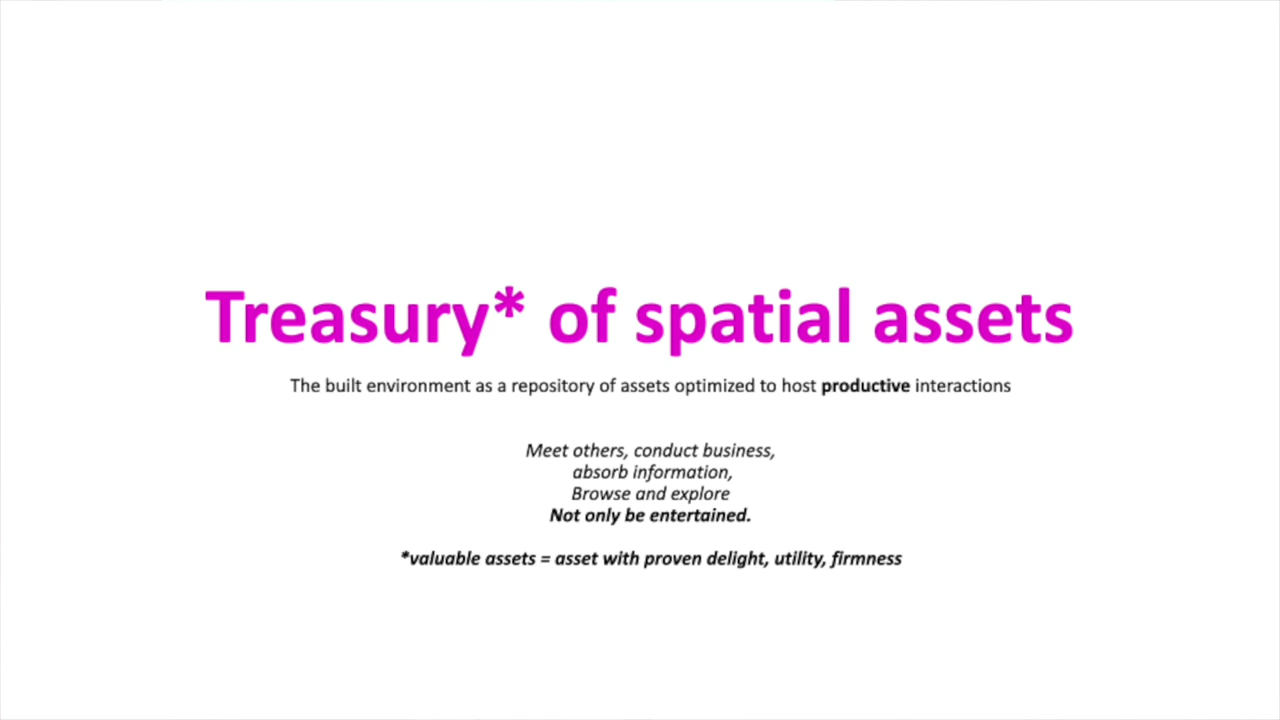 Treasury* of spatial assets
The built environment as a repository of assets optimized to host productive interactions
Meet others, conduct business,
absorb information,
Browse and explore
Not only be entertained.
*valuable assets = asset with proven delight, utility, firmness